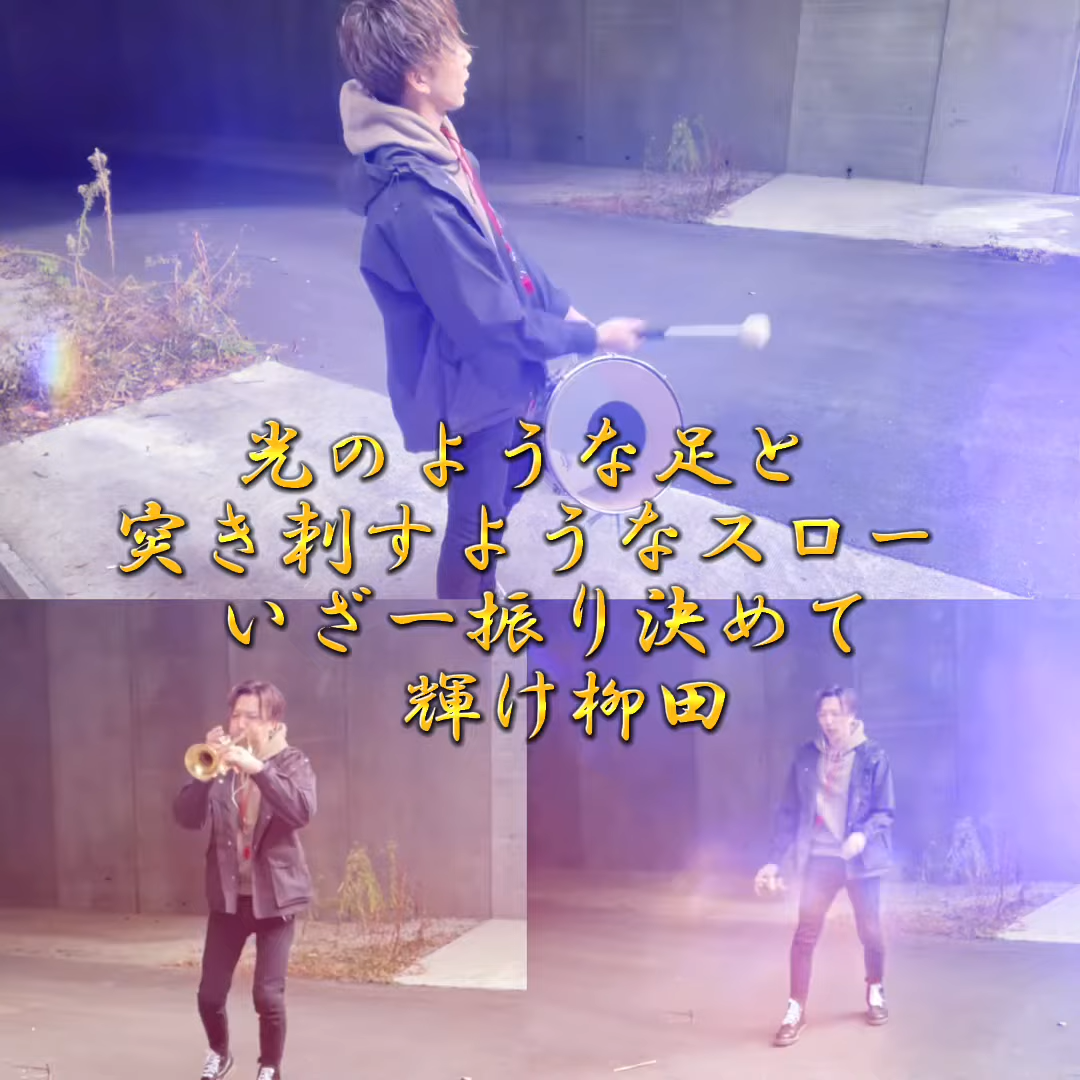 光のような足と
突き刺すようなスロー
いざ一振り決めて
輝け柳田